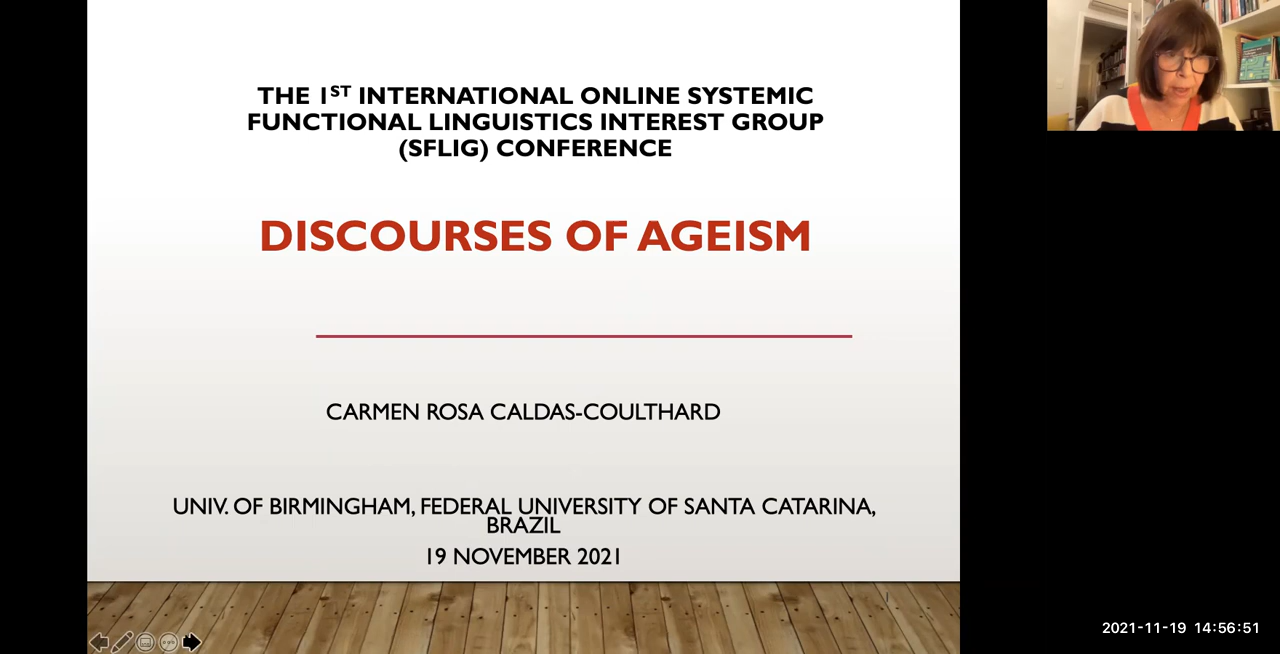 THE 1ST INTERNATIONAL ONLINE SYSTEMIC
FUNCTIONAL LINGUISTICS INTEREST GROUP
(SFLIG) CONFERENCE
DISCOURSES OF AGEISM
CARMEN ROSA CALDAS-COULTHARD
UNIV. OF BIRMINGHAM, FEDERAL UNIVERSITY OF SANTA CATARINA,
BRAZIL
19 NOVEMBER 2021
1
2021-11-19 14:56:51